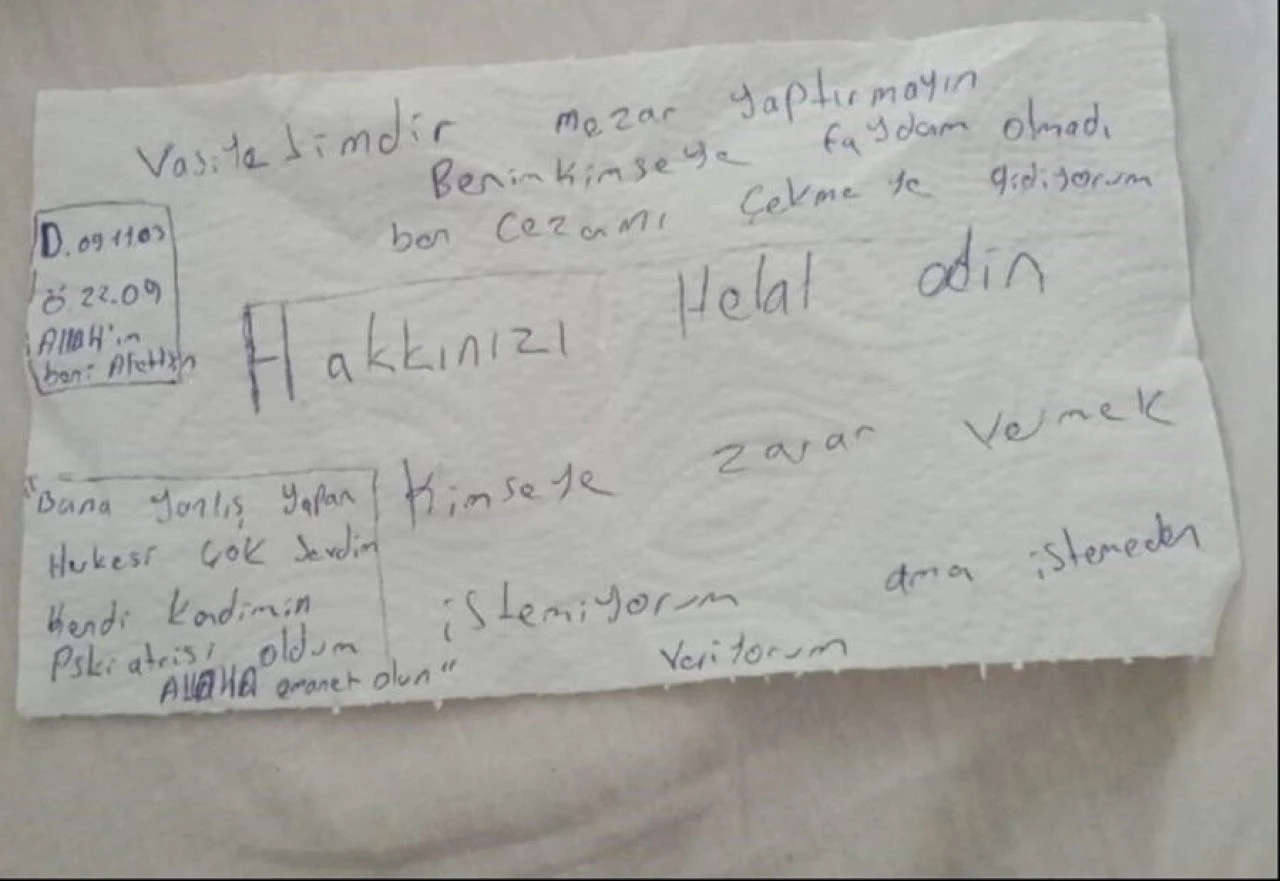 Vasiyetimdir mezar yaptırmayın
Benim kimseye faydam olmadı
ben cezamı çekmeye gidiyorum
D. 09.11.03
Ö. 22.09
Allah'ın
beni Afettsin
Hakkınızı Helal edin
Kimseye zarar vermek
istemiyorum ama istemeden
veriyorum
"Bana yanlış yapan
Herkesi çok sevdim
Kendi Kendimin
Pskiatrisi oldum
ALLAHA emanet olun"